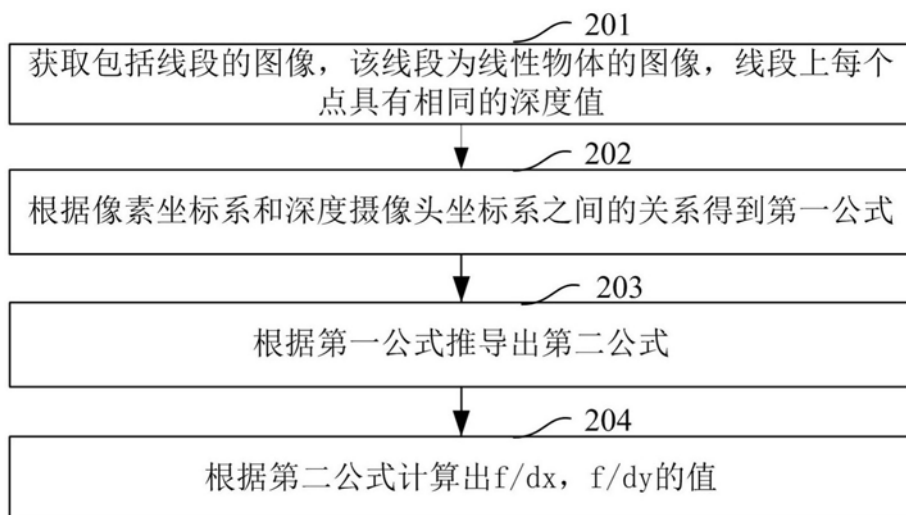 201
获取包括线段的图像，该线段为线性物体的图像，线段上每个
点具有相同的深度值
202
根据像素坐标系和深度摄像头坐标系之间的关系得到第一公式
203
根据第一公式推导出第二公式
204
根据第二公式计算出f/dx，f/dy的值